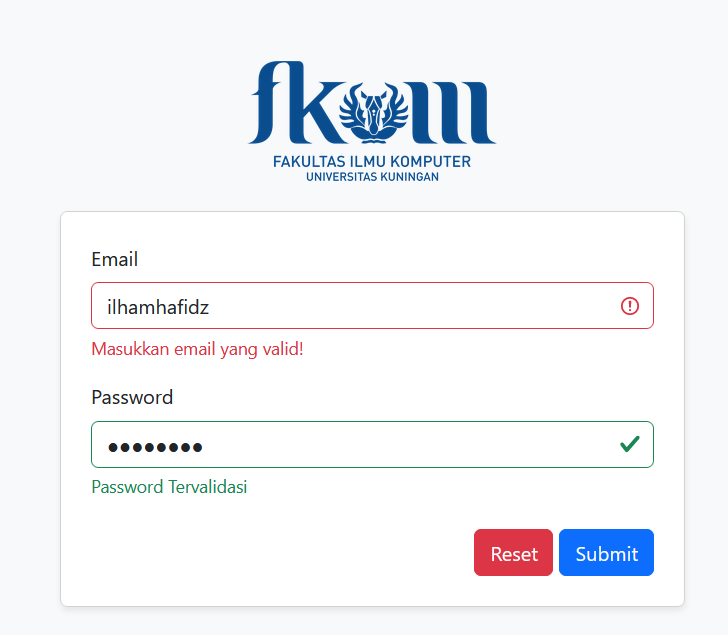 fkom
FAKULTAS ILMU KOMPUTER
UNIVERSITAS KUNINGAN
Email
ilhamhafidz
Masukkan email yang valid!
Password
●●●●●●●●
Password Tervalidasi
Reset
Submit